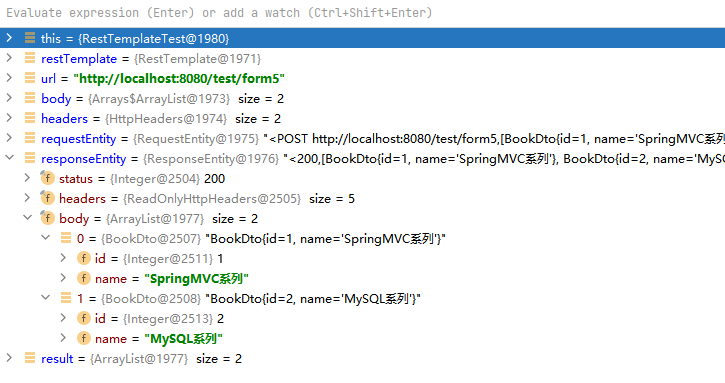 Evaluate expression (Enter) or add a watch (Ctrl+Shift+Enter)
this = {RestTemplateTest@1980}
restTemplate = {RestTemplate@1971}
url = "http://localhost:8080/test/form5"
body = {Arrays$ArrayList@1973} size = 2
headers = {HttpHeaders@1974} size = 2
requestEntity = {RequestEntity@1975} "<POST http://localhost:8080/test/form5,[BookDto{id=1, name='SpringMVC系列
responseEntity = {ResponseEntity@1976} "<200,[BookDto{id=1, name='SpringMVC系列'}, BookDto{id=2, name='MySQ
f status = {Integer@2504} 200
f headers = {ReadOnlyHttpHeaders@2505} size = 5
f body = {ArrayList@1977} size = 2
0 = {BookDto@2507} "BookDto{id=1, name='SpringMVC系列'}"
f id = {Integer@2511} 1
f name = "SpringMVC系列"
1 = {BookDto@2508} "BookDto{id=2, name='MySQL系列'}"
f id = {Integer@2513} 2
f name = "MySQL系列"
result = {ArrayList@1977} size = 2